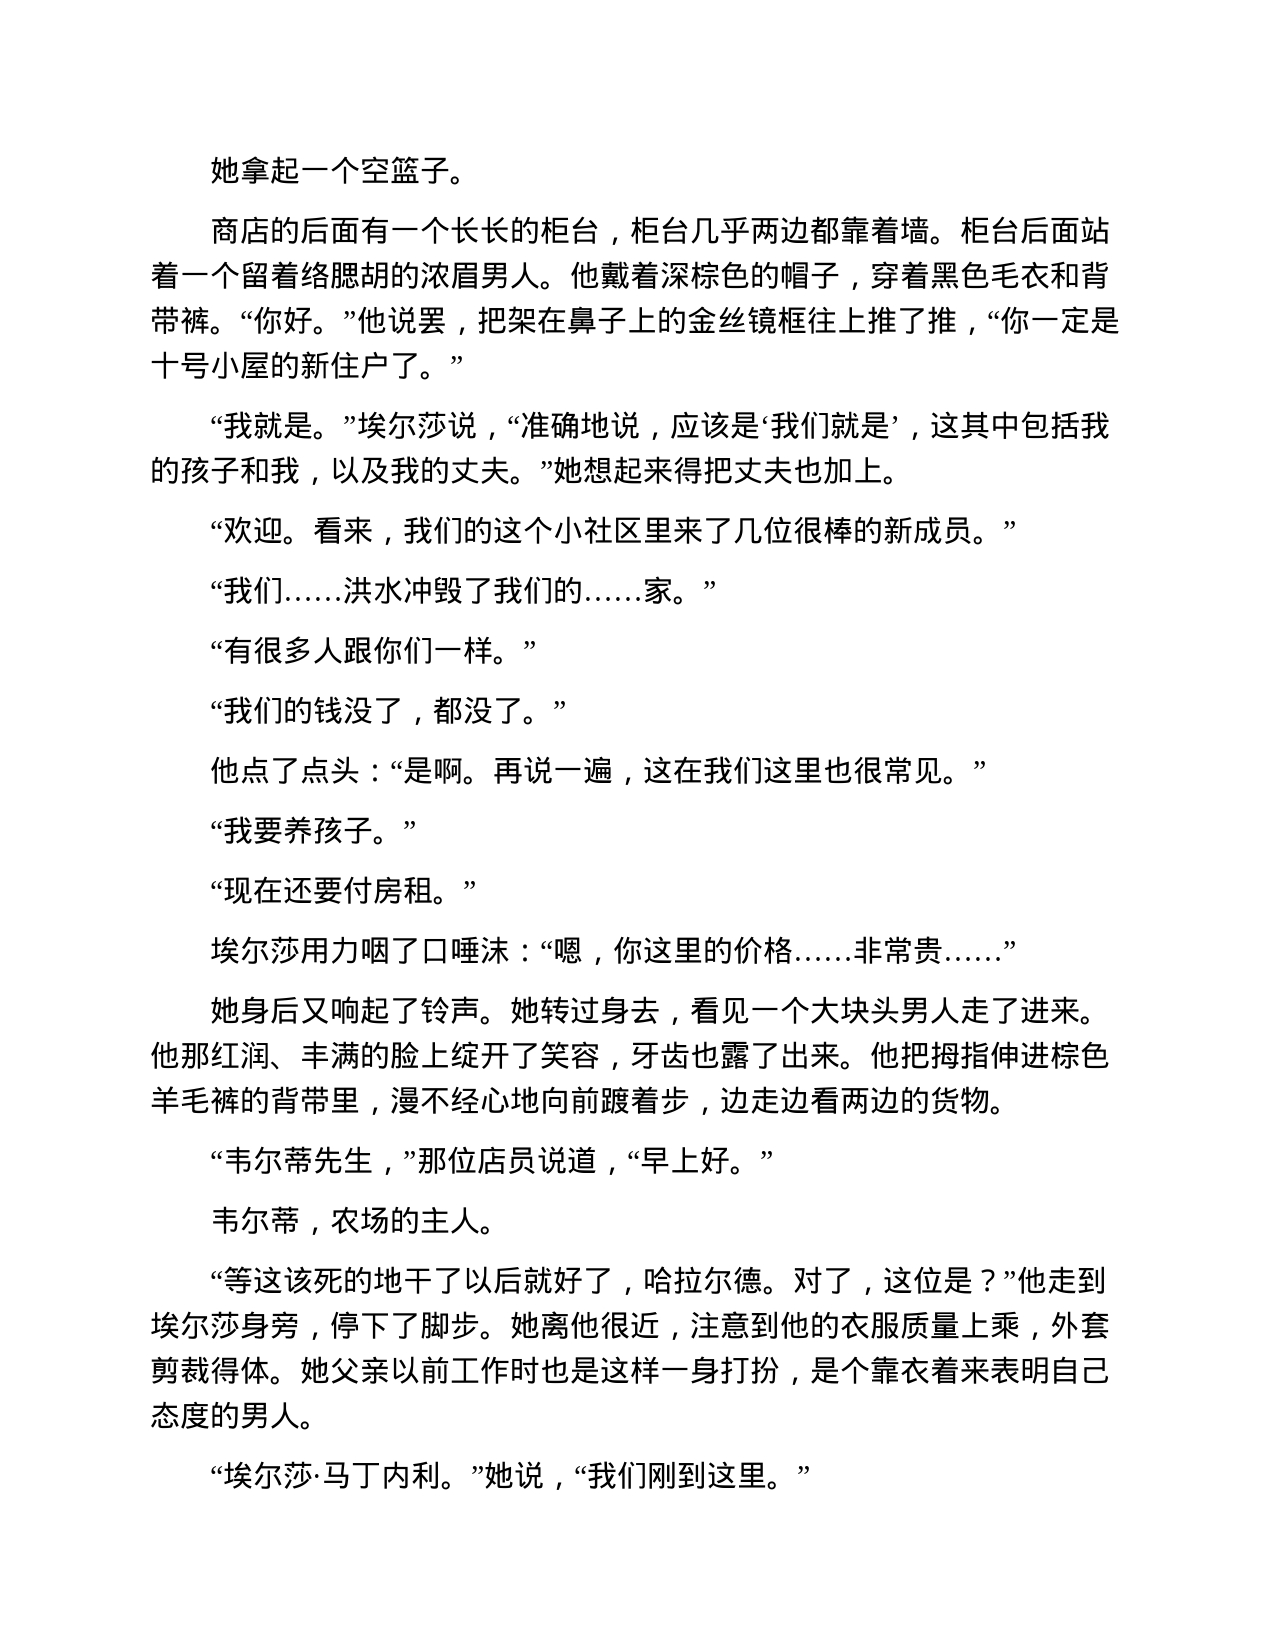 她拿起一个空篮子。
商店的后面有一个长长的柜台，柜台几乎两边都靠着墙。柜台后面站
着一个留着络腮胡的浓眉男人。他戴着深棕色的帽子，穿着黑色毛衣和背
带裤。“你好。”他说罢，把架在鼻子上的金丝镜框往上推了推，“你一定是
十号小屋的新住户了。”
“我就是。”埃尔莎说，“准确地说，应该是‘我们就是’，这其中包括我
的孩子和我，以及我的丈夫。”她想起来得把丈夫也加上。
“欢迎。看来，我们的这个小社区里来了几位很棒的新成员。”
“我们……洪水冲毁了我们的……家。”
“有很多人跟你们一样。”
“我们的钱没了，都没了。”
他点了点头：“是啊。再说一遍，这在我们这里也很常见。”
“我要养孩子。”
“现在还要付房租。”
埃尔莎用力咽了口唾沫：“嗯，你这里的价格……非常贵……”
她身后又响起了铃声。她转过身去，看见一个大块头男人走了进来。
他那红润、丰满的脸上绽开了笑容，牙齿也露了出来。他把拇指伸进棕色
羊毛裤的背带里，漫不经心地向前踱着步，边走边看两边的货物。
“韦尔蒂先生，”那位店员说道，“早上好。”
韦尔蒂，农场的主人。
“等这该死的地干了以后就好了，哈拉尔德。对了，这位是？”他走到
埃尔莎身旁，停下了脚步。她离他很近，注意到他的衣服质量上乘，外套
剪裁得体。她父亲以前工作时也是这样一身打扮，是个靠衣着来表明自己
态度的男人。
“埃尔莎·马丁内利。”她说，“我们刚到这里。”